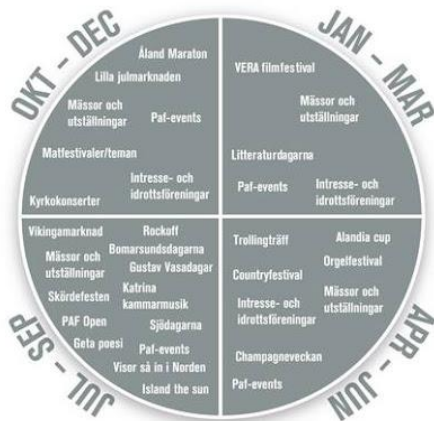 OKT - DEC
Åland Maraton
Lilla julmarknaden
Mässor och
utställningar
Paf-events
Matfestivaler/teman
Intresse- och
idrottsföreningar
Kyrkokonserter
JAN - MAR
VERA filmfestival
Mässor och
utställningar
Litteraturdagarna
Paf-events
Intresse- och
idrottsföreningar
JUL - SEP
Vikingamarknad
Rockoff
Bomarsundsdagarna
Mässor och
utställningar
Gustav Vasadagar
Katrina
kammarmusik
Skördefesten
PAF Open
Sjödagarna
Geta poesi
Paf-events
Visor så in i Norden
Island the sun
APR - JUN
Trollingträff
Alandia cup
Orgelfestival
Countryfestival
Mässor och
utställningar
Intresse- och
idrottsföreningar
Champagneveckan
Paf-events